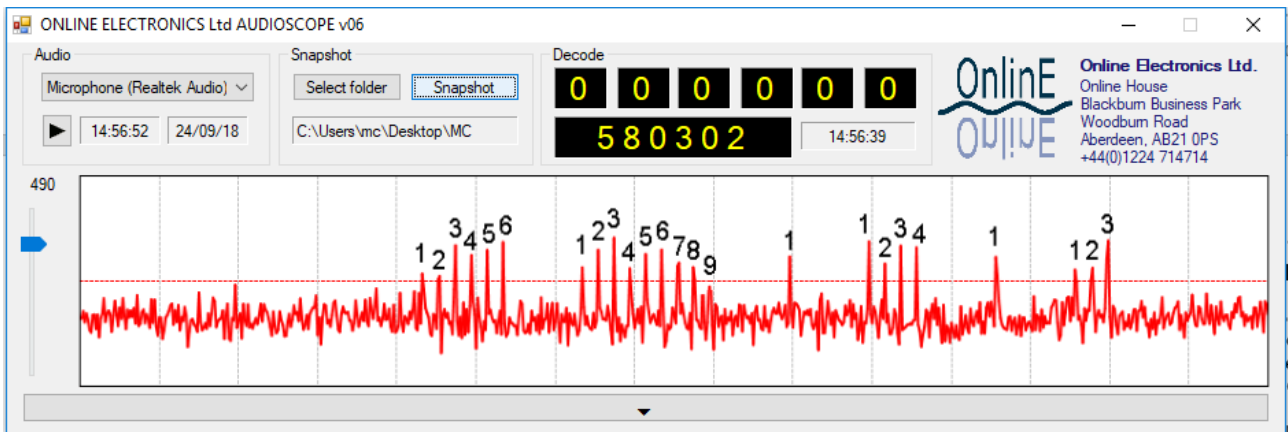 ONLINE ELECTRONICS Ltd AUDIOSCOPE v06
Audio
Microphone (Realtek Audio)
14:56:52 24/09/18
Snapshot
Select folder Snapshot
C:\Users\mc\Desktop\MC
Decode
0 0 0 0 0 0
580302 14:56:39
OnlinE
OnlinE
Online Electronics Ltd.
Online House
Blackburn Business Park
Woodburn Road
Aberdeen, AB21 0PS
+44(0)1224 714714
490
1 2 3 4 5 6 1 2 3 4 5 6 7 8 9 1 1 2 3 4 1 1 2 3